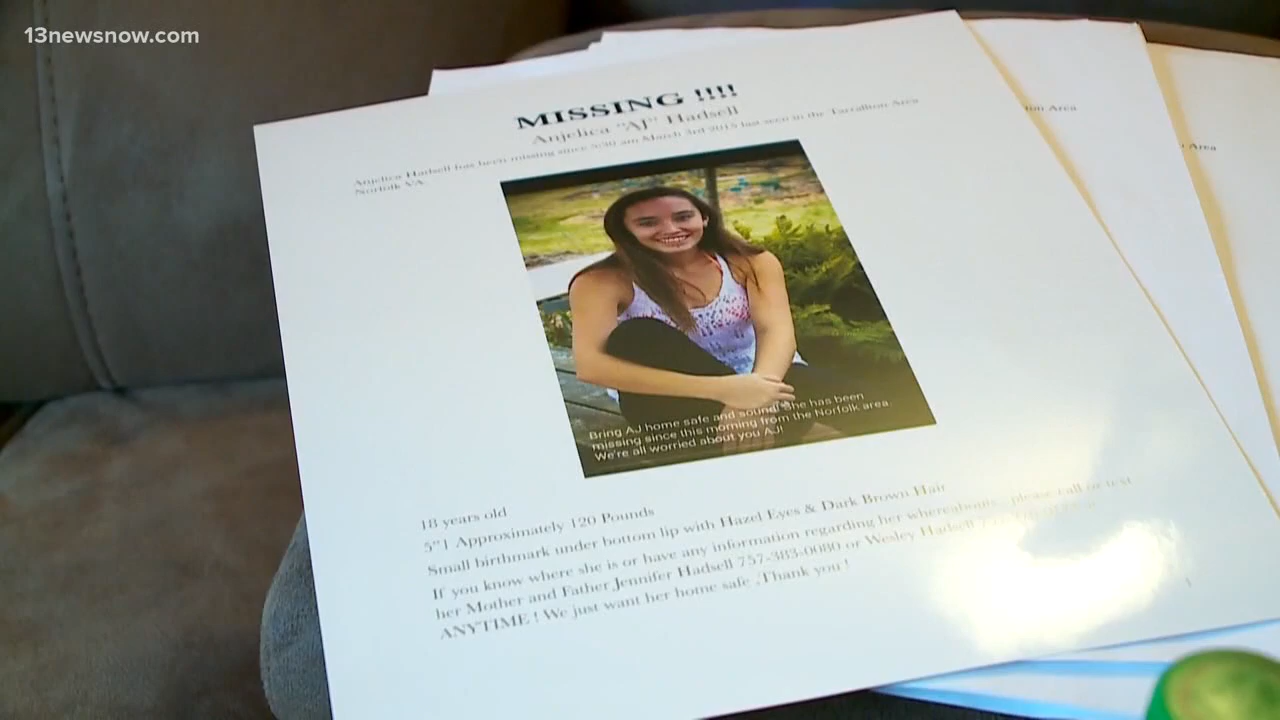 13newsnow.com
MISSING !!!!
Anjelica "AJ" Hadsell
Anjelica Hadsell has been missing since 5:30 am March 3rd 2015 last seen in the Tarrallton Area
Norfolk VA.
ton Area
Area
Bring AJ home safe and sound! She has been
missing since this morning from the Norfolk area.
We're all worried about you AJ!
18 years old
5"1 Approximately 120 Pounds
Small birthmark under bottom lip with Hazel Eyes & Dark Brown Hair
If you know where she is or have any information regarding her whereabouts please call or text
her Mother and Father Jennifer Hadsell 757-383-0080 or Wesley Hadsell
ANYTIME ! We just want her home safe .Thank you !